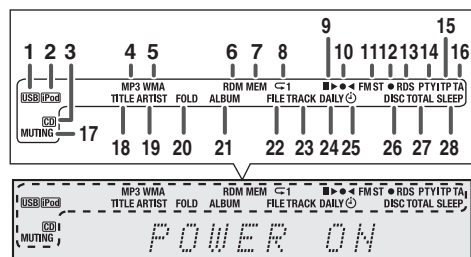 9 10 11 12 13 14 15 16
1 2 3 4 5 6 7 8
MP3 WMA RDM MEM 1 FM ST RDS PTYI TP TA
USB iPod TITLE ARTIST FOLD ALBUM FILE TRACK DAILY DISC TOTAL SLEEP
CD
MUTING 17
18 19 20 21 22 23 24 25 26 27 28
MP3 WMA RDM MEM 1 FM ST RDS PTYI TP TA
USB iPod TITLE ARTIST FOLD ALBUM FILE TRACK DAILY DISC TOTAL SLEEP
CD
MUTING
POWER ON